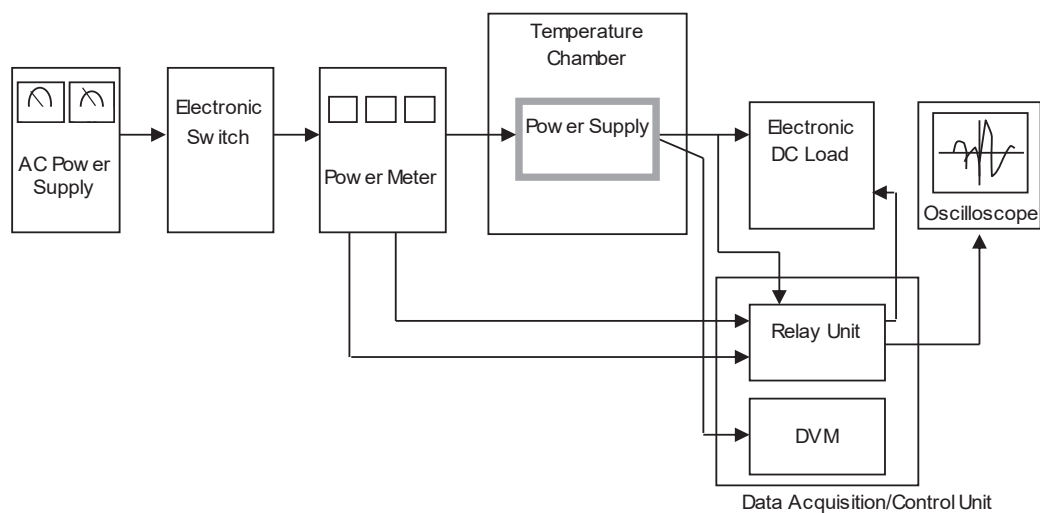 Temperature
Chamber
AC Power
Supply
Electronic
Switch
Power Meter
Power Supply
Electronic
DC Load
Oscilloscope
Relay Unit
DVM
Data Acquisition/Control Unit